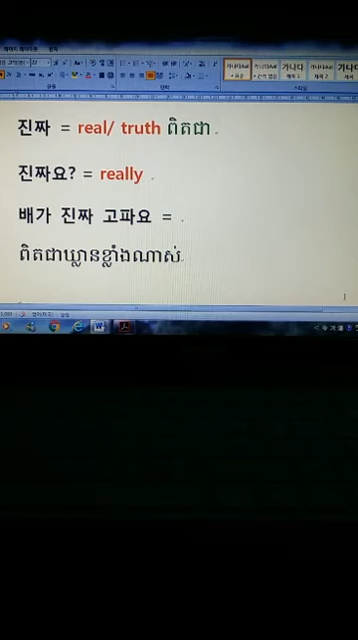 진짜 = real/ truth ពិតជា .
진짜요? = really .
배가 진짜 고파요 = .
ពិតជាឃ្លានខ្លាំងណាស់.